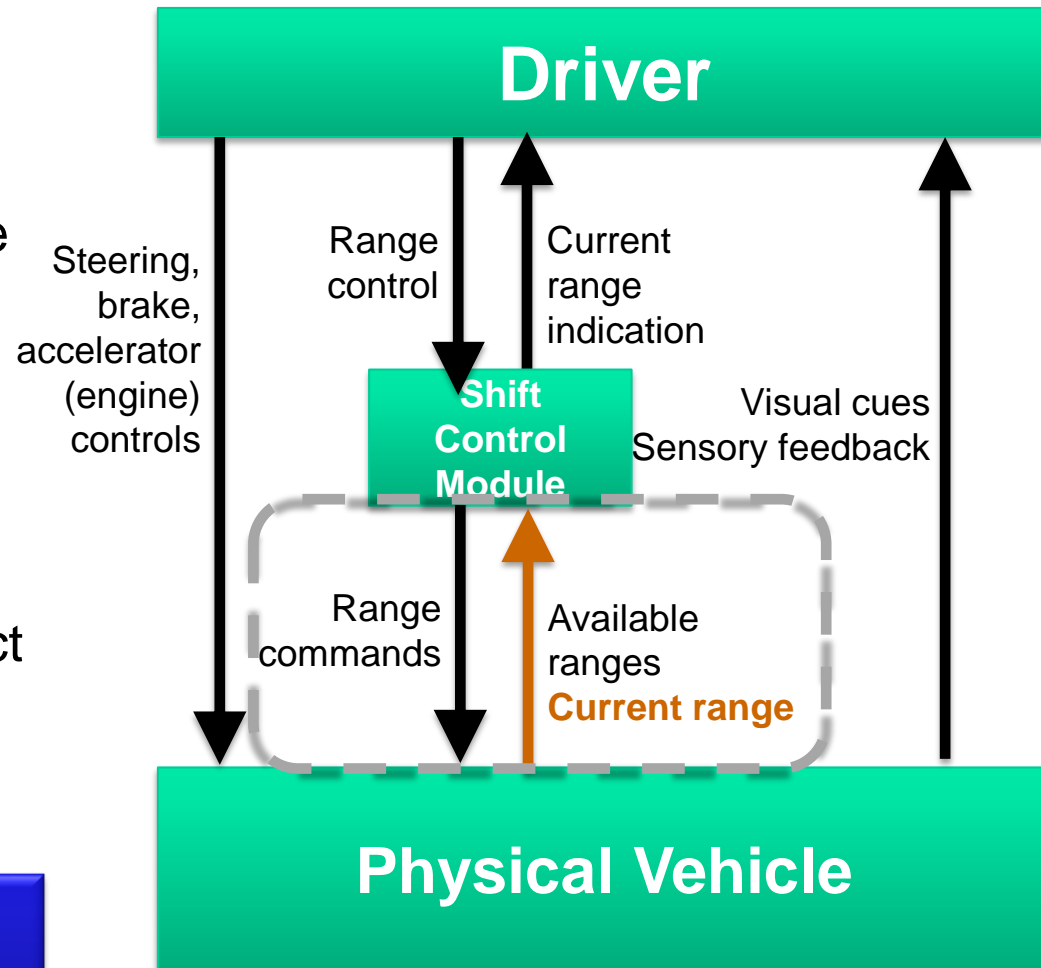 Driver
Steering,
brake,
accelerator
(engine)
controls
Range
control
Current
range
indication
Visual cues
Sensory feedback
Shift
Control
Module
Range
commands
Available
ranges
Current range
Physical Vehicle